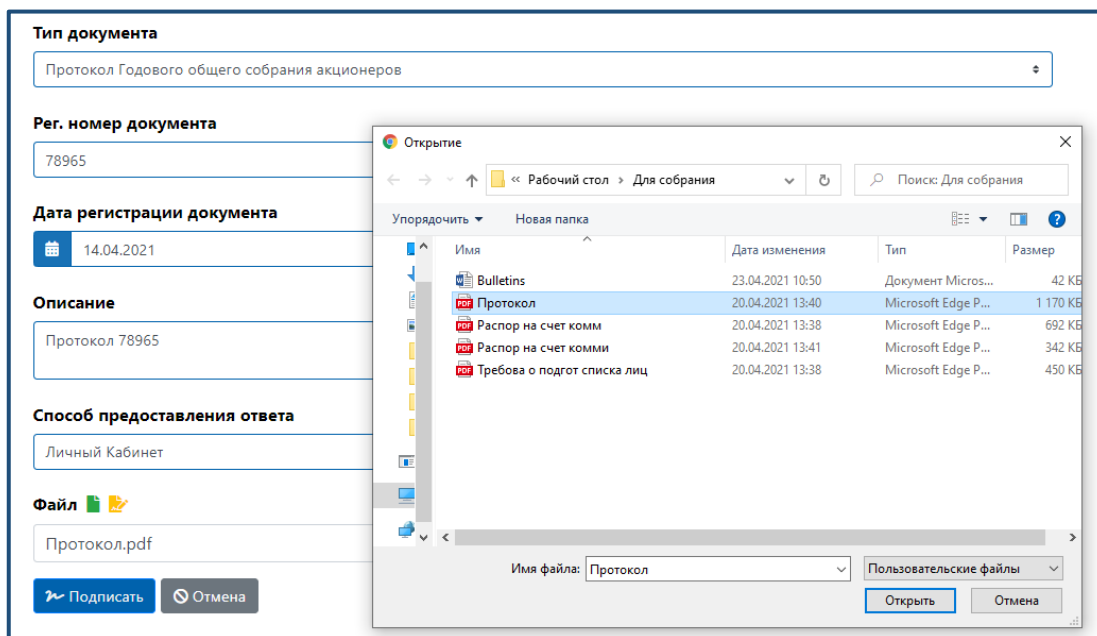 Тип документа
Протокол Годового общего собрания акционеров
Рег. номер документа
78965
Дата регистрации документа
14.04.2021
Описание
Протокол 78965
Способ предоставления ответа
Личный Кабинет
Файл
Протокол.pdf
Подписать Отмена
Открытие
« Рабочий стол › Для собрания Поиск: Для собрания
Упорядочить Новая папка
Имя Дата изменения Тип Размер
Bulletins 23.04.2021 10:50 Документ Micros... 42 КБ
PDF Протокол 20.04.2021 13:40 Microsoft Edge P... 1 170 КБ
PDF Распор на счет комм 20.04.2021 13:38 Microsoft Edge P... 692 КБ
PDF Распор на счет комми 20.04.2021 13:41 Microsoft Edge P... 342 КБ
PDF Требова о подгот списка лиц 20.04.2021 13:38 Microsoft Edge P... 450 КБ
Имя файла: Протокол Пользовательские файлы
Открыть Отмена